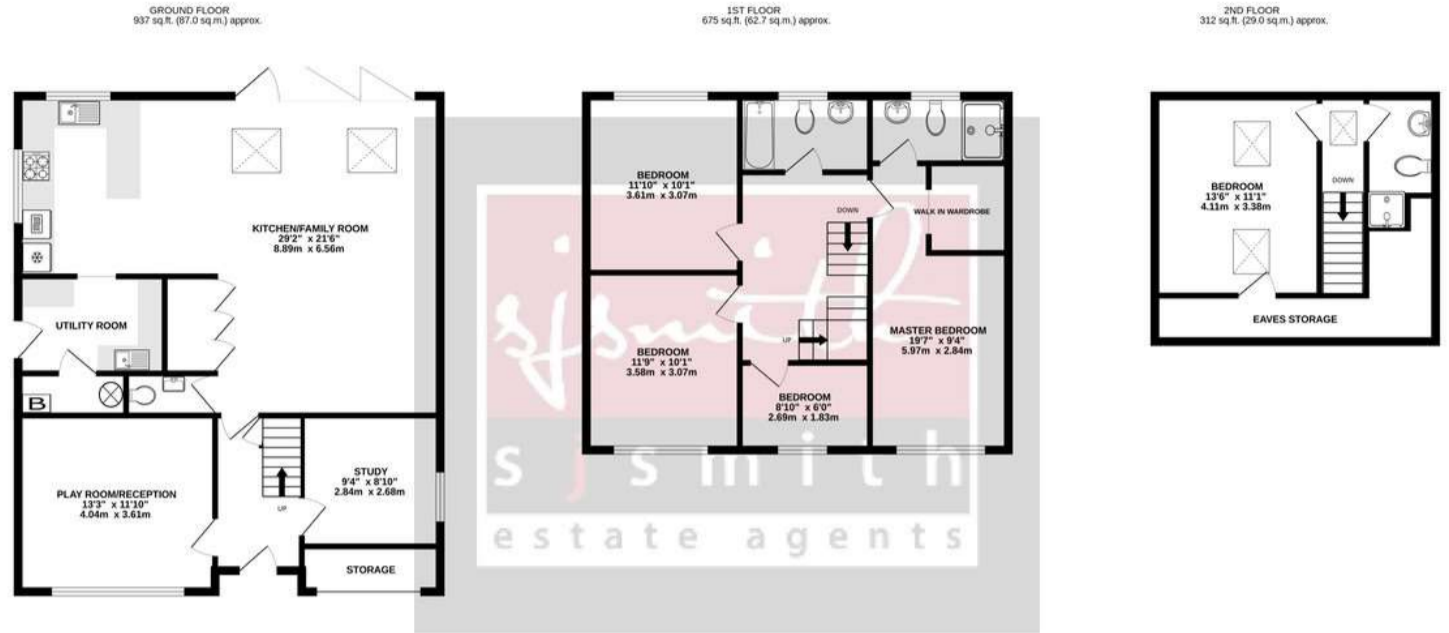 GROUND FLOOR
937 sq.ft. (87.0 sq.m.) approx.
KITCHEN/FAMILY ROOM
29'2" x 21'6"
8.89m x 6.56m
UTILITY ROOM
B
PLAY ROOM/RECEPTION
13'3" x 11'10"
4.04m x 3.61m
UP
STUDY
9'4" x 8'10"
2.84m x 2.68m
STORAGE
1ST FLOOR
675 sq.ft. (62.7 sq.m.) approx.
BEDROOM
11'10" x 10'1"
3.61m x 3.07m
DOWN
WALK IN WARDROBE
BEDROOM
11'9" x 10'1"
3.58m x 3.07m
UP
MASTER BEDROOM
19'7" x 9'4"
5.97m x 2.84m
BEDROOM
8'10" x 6'0"
2.69m x 1.83m
sjsmith
sjsmith
estate agents
2ND FLOOR
312 sq.ft. (29.0 sq.m.) approx.
BEDROOM
13'6" x 11'1"
4.11m x 3.38m
DOWN
EAVES STORAGE